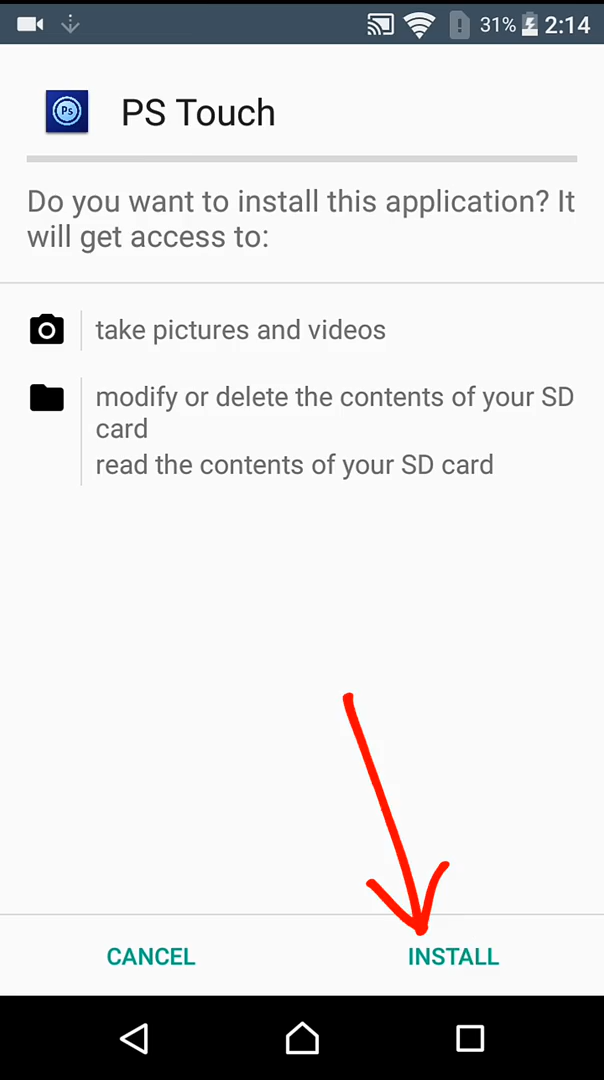 31% 2:14
Ps PS Touch
Do you want to install this application? It
will get access to:
take pictures and videos
modify or delete the contents of your SD
card
read the contents of your SD card
CANCEL INSTALL